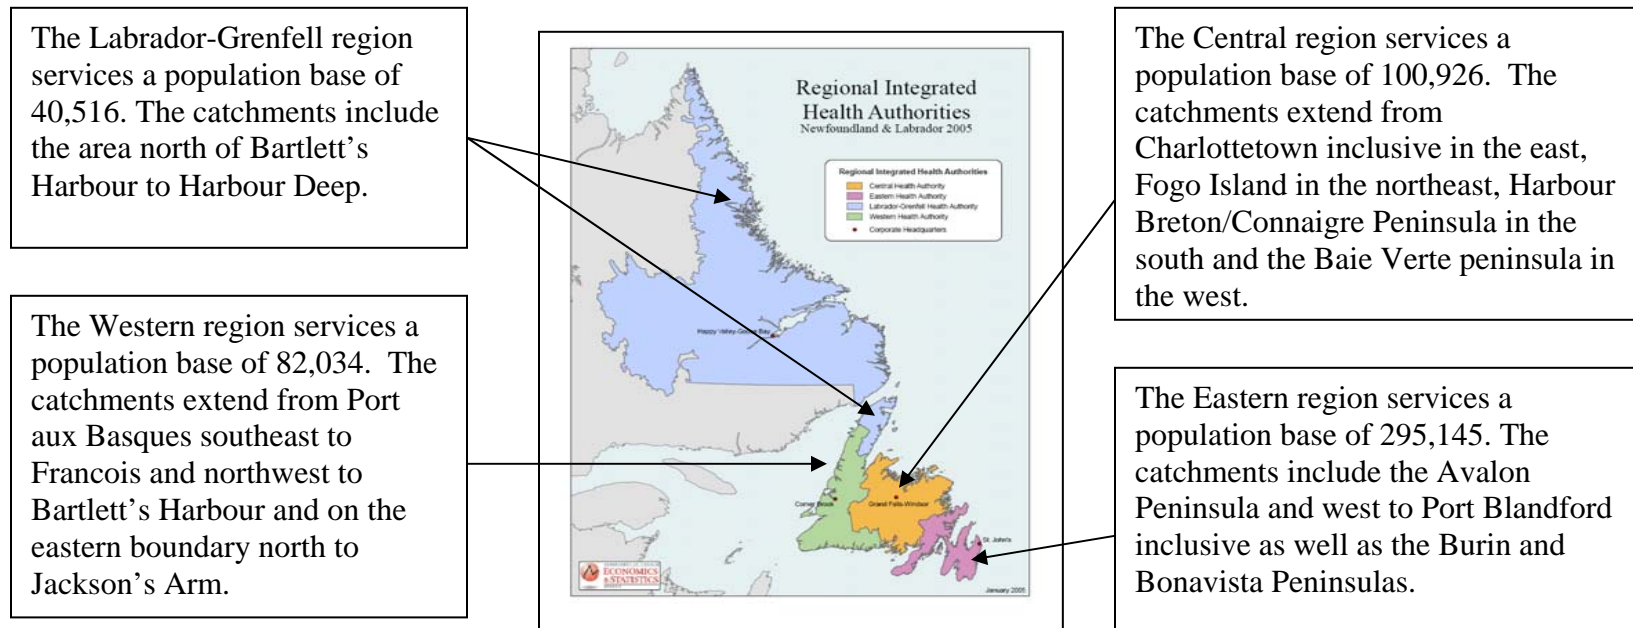 The Labrador-Grenfell region
services a population base of
40,516. The catchments include
the area north of Bartlett’s
Harbour to Harbour Deep.
The Western region services a
population base of 82,034.  The
catchments extend from Port
aux Basques southeast to
Francois and northwest to
Bartlett’s Harbour and on the
eastern boundary north to
Jackson’s Arm.
Regional Integrated
Health Authorities
Newfoundland & Labrador 2005
Regional Integrated Health Authorities
Central Health Authority
Eastern Health Authority
Labrador-Grenfell Health Authority
Western Health Authority
Corporate Headquarters
Happy Valley-Goose Bay
Corner Brook
Grand Falls-Windsor
St. John's
ECONOMICS
& STATISTICS
January 2005
The Central region services a
population base of 100,926.  The
catchments extend from
Charlottetown inclusive in the east,
Fogo Island in the northeast, Harbour
Breton/Connaigre Peninsula in the
south and the Baie Verte peninsula in
the west.
The Eastern region services a
population base of 295,145. The
catchments include the Avalon
Peninsula and west to Port Blandford
inclusive as well as the Burin and
Bonavista Peninsulas.